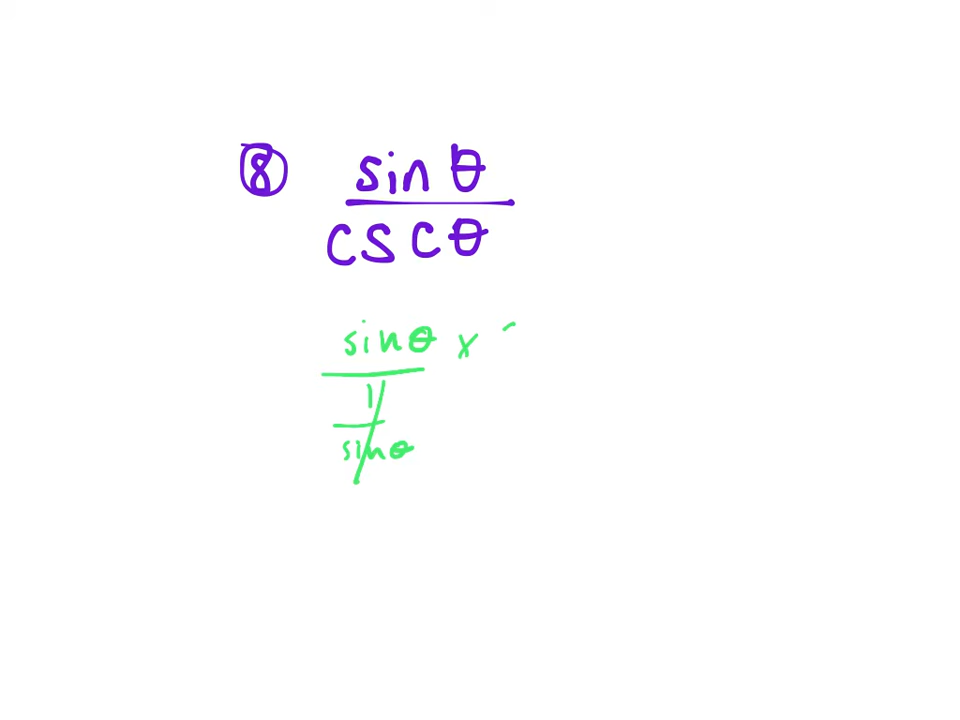 ⑧ sin θ
csc θ
sin θ x
1
sin θ